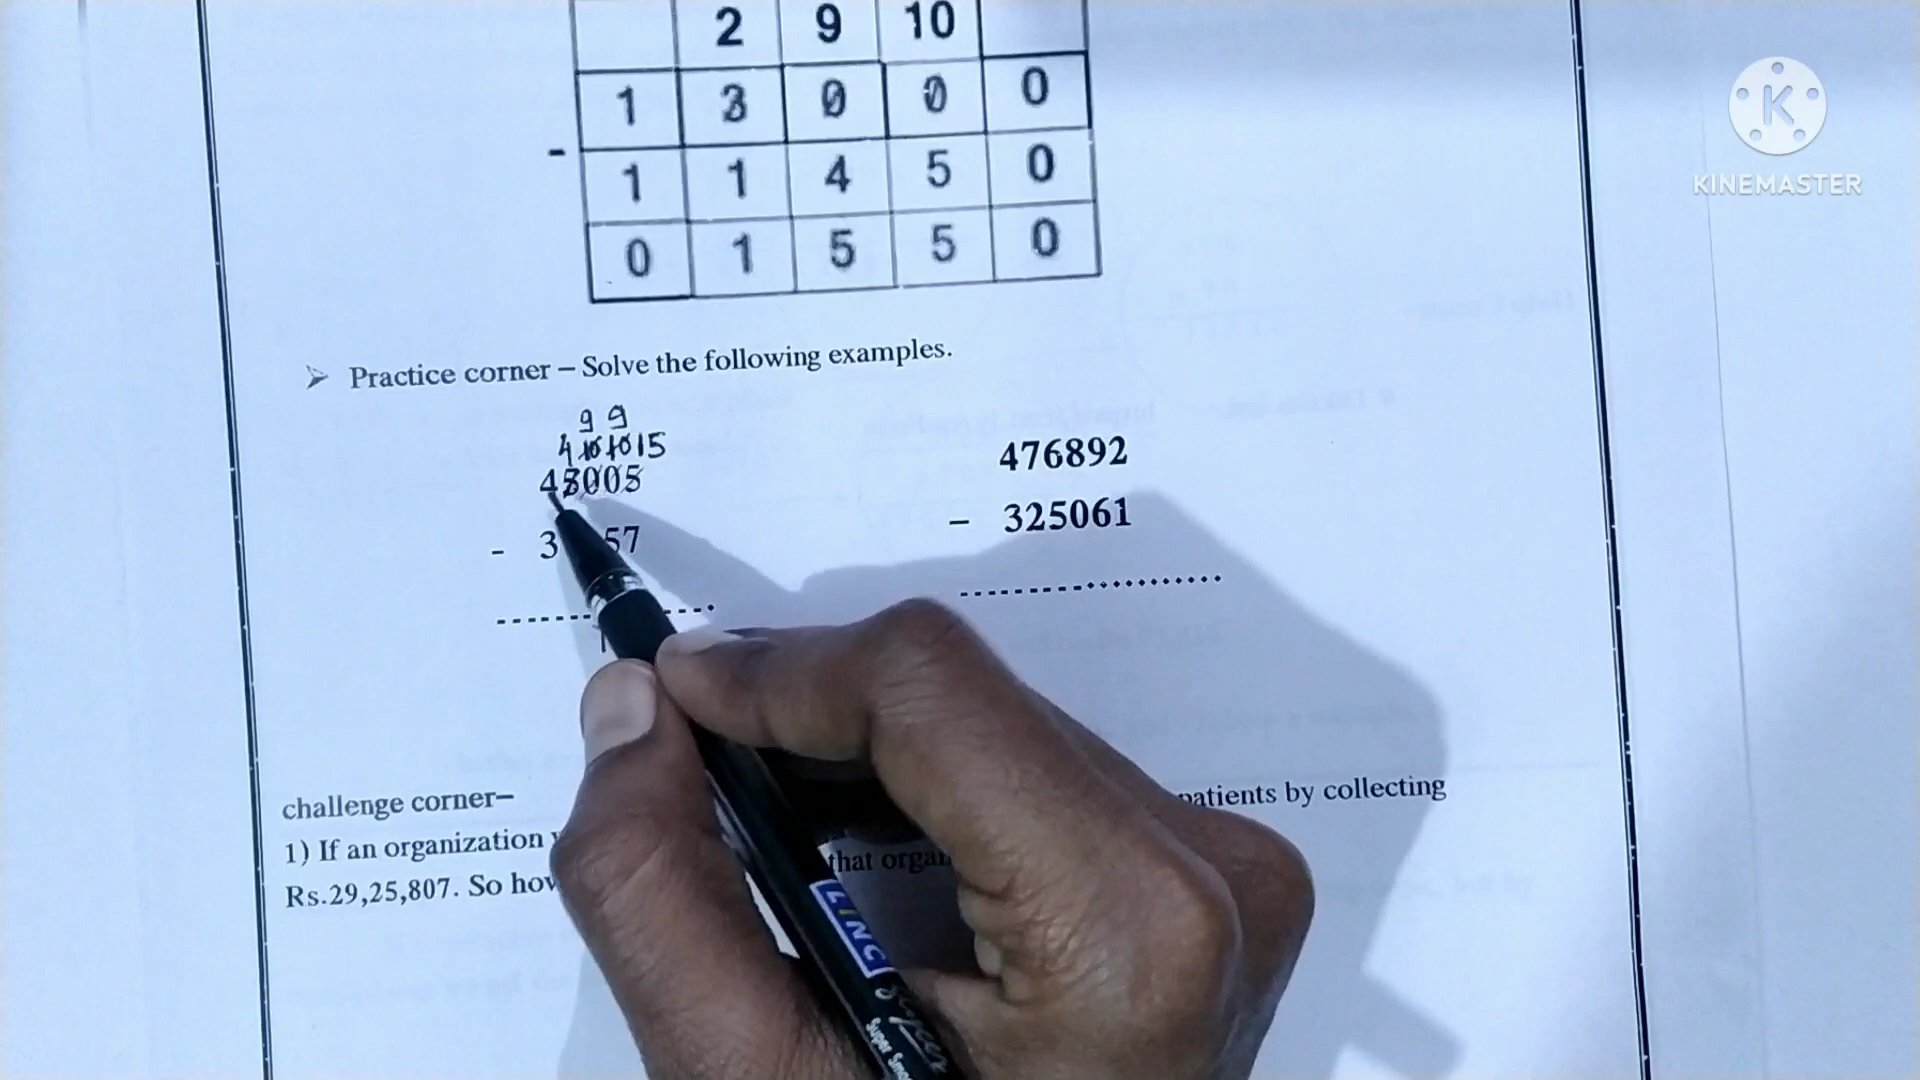 2 9 10
1 3 0 0 0
- 1 1 4 5 0
0 1 5 5 0
KINEMASTER
➢ Practice corner – Solve the following examples.
9 9
4 10 10 15
45005
- 3 57
476892
– 325061
challenge corner– patients by collecting
1) If an organization that
Rs.29,25,807. So how
LINC
Super